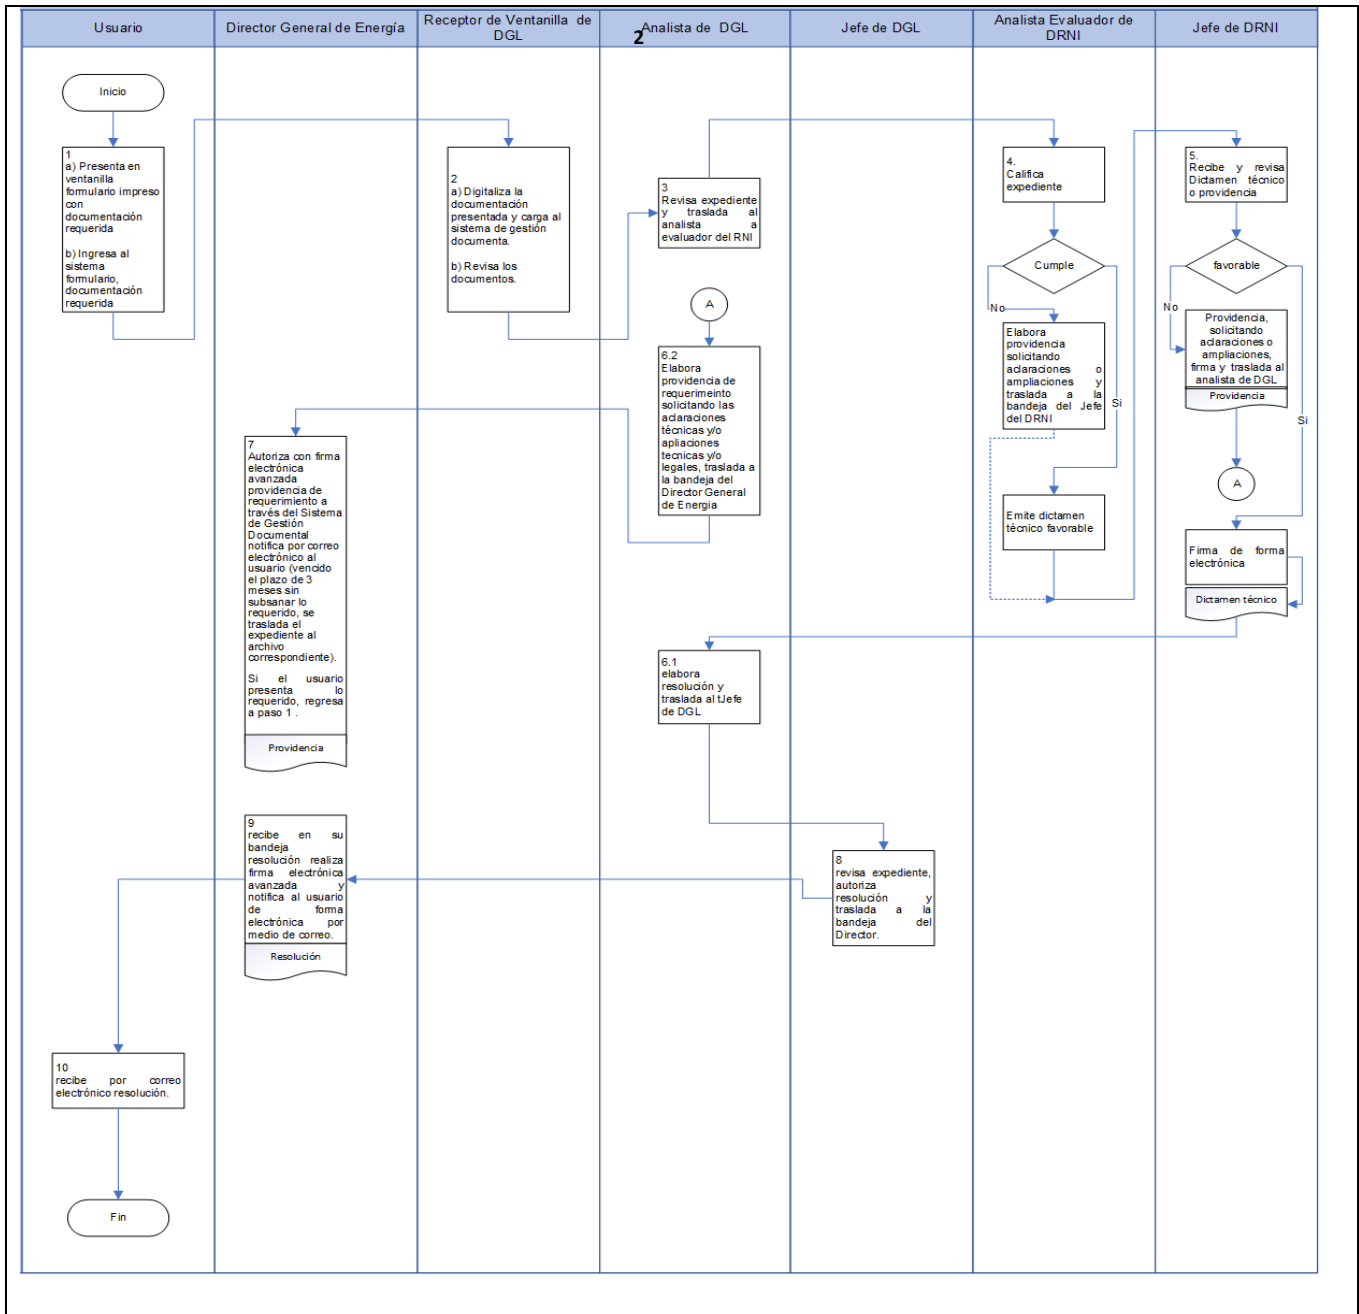 Usuario
Director General de Energía
Receptor de Ventanilla de
DGL
2
Analista de DGL
Jefe de DGL
Analista Evaluador de
DRNI
Jefe de DRNI
Inicio
1
a) Presenta en
ventanilla
formulario impreso
con
documentación
requerida
b) Ingresa al
sistema
formulario,
documentación
requerida
2
a) Digitaliza la
documentación
presentada y carga al
sistema de gestión
documenta.
b) Revisa los
documentos.
3
Revisa expediente
y traslada al
analista a
evaluador del RNI
4.
Califica
expediente
Cumple
No
Si
Elabora
providencia
solicitando
aclaraciones o
ampliaciones y
traslada a la
bandeja del Jefe
del DRNI
Emite dictamen
técnico favorable
5.
Recibe y revisa
Dictamen técnico
o providencia
favorable
No
Si
Providencia,
solicitando
aclaraciones o
ampliaciones,
firma y traslada al
analista de DGL
Providencia
A
Firma de forma
electrónica
Dictamen técnico
A
6.2
Elabora
providencia de
requerimeinto
solicitando las
aclaraciones
técnicas y/o
apliaciones
tecnicas y/o
legales, traslada a
la bandeja del
Director General
de Energia
7
Autoriza con firma
electrónica
avanzada
providencia de
requerimiento a
través del Sistema
de Gestión
Documental
notifica por correo
electrónico al
usuario (vencido
el plazo de 3
meses sin
subsanar lo
requerido, se
traslada el
expediente al
archivo
correspondiente).
Si el usuario
presenta lo
requerido, regresa
a paso 1 .
Providencia
6.1
elabora
resolución y
traslada al tJefe
de DGL
8
revisa expediente,
autoriza
resolución y
traslada a la
bandeja del
Director.
9
recibe en su
bandeja
resolución realiza
firma electrónica
avanzada y
notifica al usuario
de forma
electrónica por
medio de correo.
Resolución
10
recibe por correo
electrónico resolución.
Fin